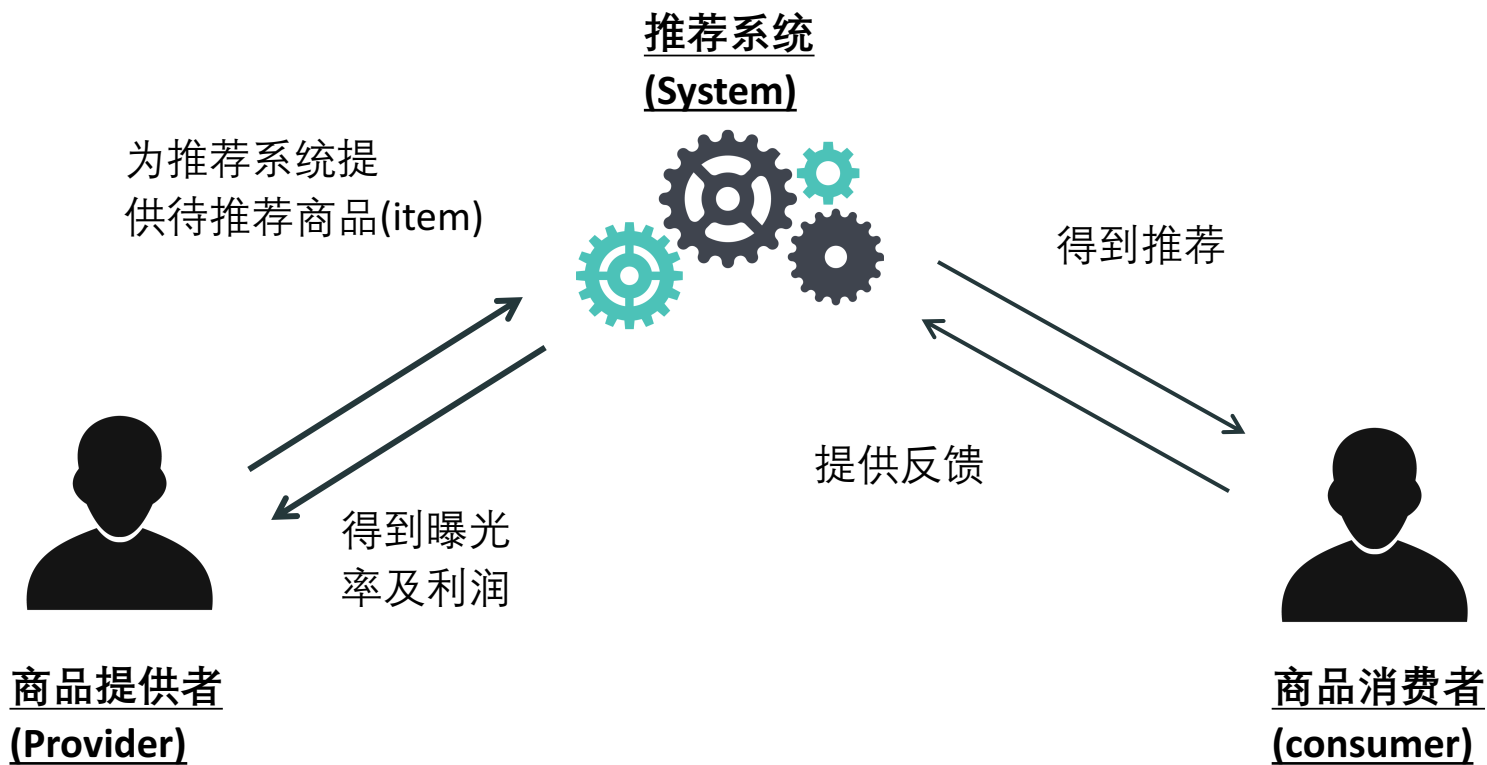 推荐系统
(System)
为推荐系统提
供待推荐商品(item)
得到推荐
提供反馈
得到曝光
率及利润
商品提供者
(Provider)
商品消费者
(consumer)